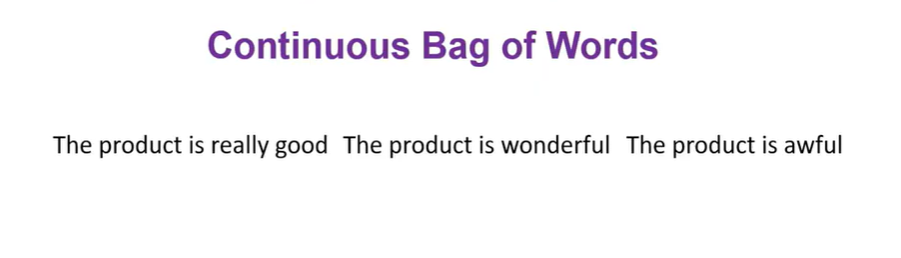 Continuous Bag of Words
The product is really good The product is wonderful The product is awful